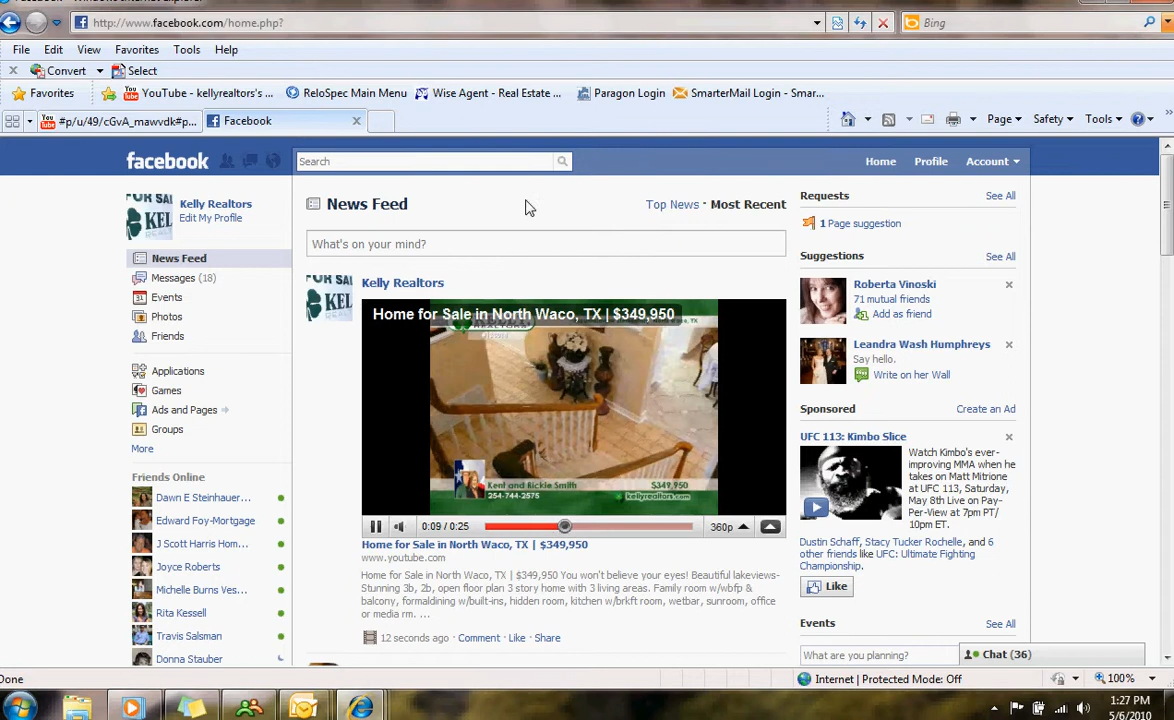 http://www.facebook.com/home.php?
Bing
File Edit View Favorites Tools Help
Convert Select
Favorites YouTube - kellyrealtors's ... ReloSpec Main Menu Wise Agent - Real Estate ... Paragon Login SmarterMail Login - Smar...
#p/u/49/cGvA_mawvdk#p... Facebook Page Safety Tools
facebook Search Home Profile Account
Kelly Realtors
Edit My Profile
News Feed
Messages (18)
Events
Photos
Friends
Applications
Games
Ads and Pages
Groups
More
Friends Online
Dawn E Steinhauer...
Edward Foy-Mortgage
J Scott Harris Hom...
Joyce Roberts
Michelle Burns Ves...
Rita Kessell
Travis Salsman
Donna Stauber
News Feed Top News · Most Recent
What's on your mind?
Kelly Realtors
Home for Sale in North Waco, TX | $349,950
Kent and Rickie Smith $349,950
254-744-2575 kellyrealtors.com
0:09 / 0:25 360p
Home for Sale in North Waco, TX | $349,950
www.youtube.com
Home for Sale in North Waco, TX | $349,950 You won't believe your eyes! Beautiful lakeviews-
Stunning 3b, 2b, open floor plan 3 story home with 3 living areas. Family room w/wbfp &
balcony, formaldining w/built-ins, hidden room, kitchen w/brkft room, wetbar, sunroom, office
or media rm. ...
12 seconds ago · Comment · Like · Share
Requests See All
1 Page suggestion
Suggestions See All
Roberta Vinoski
71 mutual friends
Add as friend
Leandra Wash Humphreys
Say hello.
Write on her Wall
Sponsored Create an Ad
UFC 113: Kimbo Slice
Watch Kimbo's ever-
improving MMA when he
takes on Matt Mitrione
at UFC 113, Saturday,
May 8th Live on Pay-
Per-View at 7pm PT/
10pm ET.
Dustin Schaff, Stacy Tucker Rochelle, and 6
other friends like UFC: Ultimate Fighting
Championship.
Like
Events See All
What are you planning?
Chat (36)
Done Internet | Protected Mode: Off 100%
1:27 PM
5/6/2010